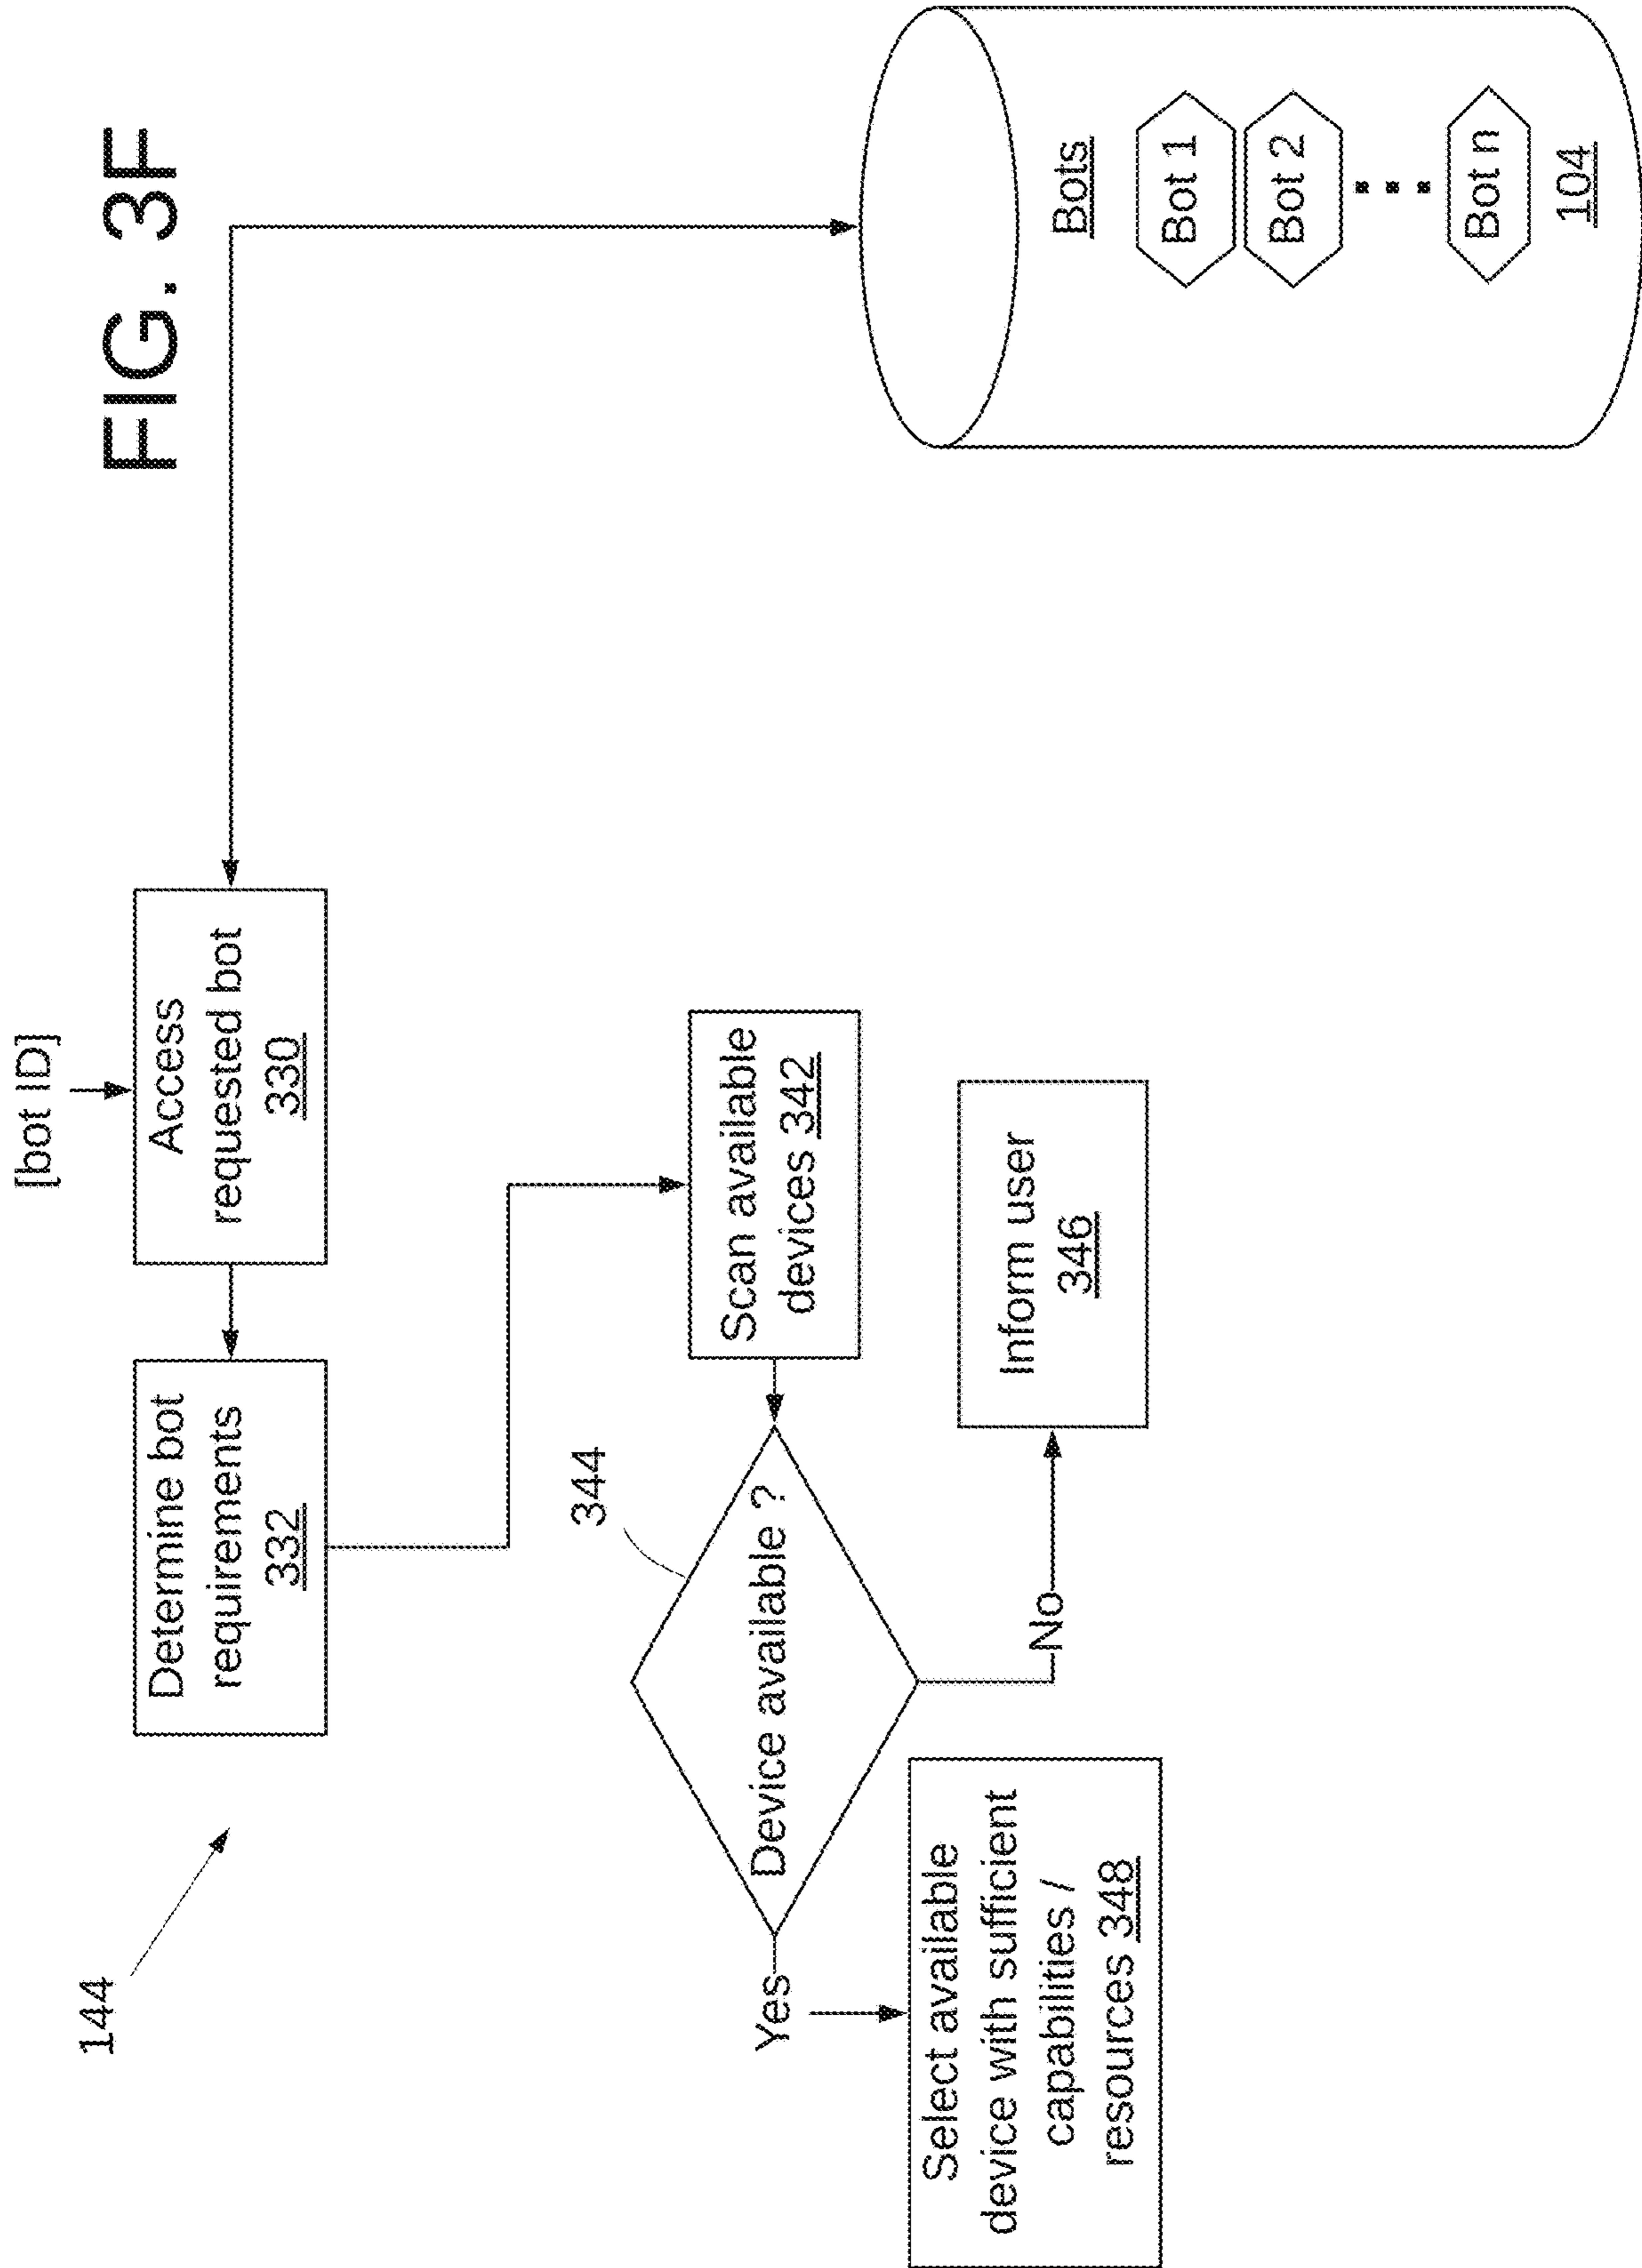 FIG. 3F
144
[bot ID]
Access
requested bot
330
Determine bot
requirements
332
Scan available
devices 342
344
Device available ?
Yes
No
Inform user
346
Select available
device with sufficient
capabilities /
resources 348
Bots
Bot 1
Bot 2
Bot n
104